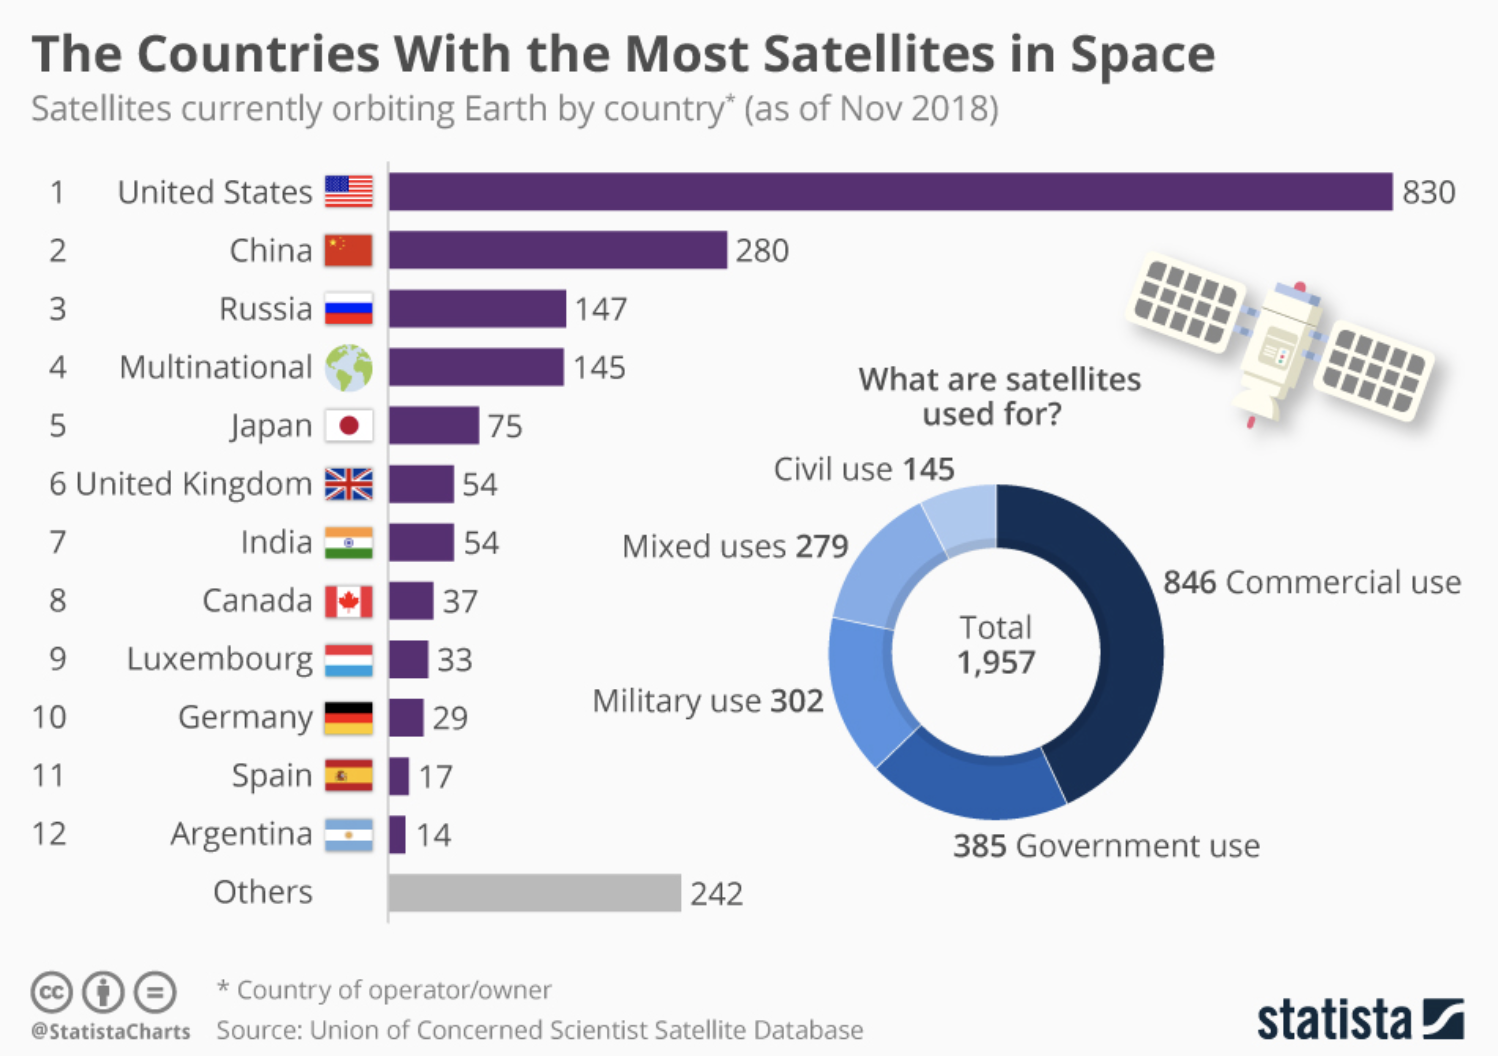 The Countries With the Most Satellites in Space
Satellites currently orbiting Earth by country* (as of Nov 2018)
1 United States 830
2 China 280
3 Russia 147
4 Multinational 145
5 Japan 75
6 United Kingdom 54
7 India 54
8 Canada 37
9 Luxembourg 33
10 Germany 29
11 Spain 17
12 Argentina 14
Others 242
What are satellites
used for?
Civil use 145
Mixed uses 279
846 Commercial use
Total
1,957
Military use 302
385 Government use
cc
@StatistaCharts
* Country of operator/owner
Source: Union of Concerned Scientist Satellite Database
statista